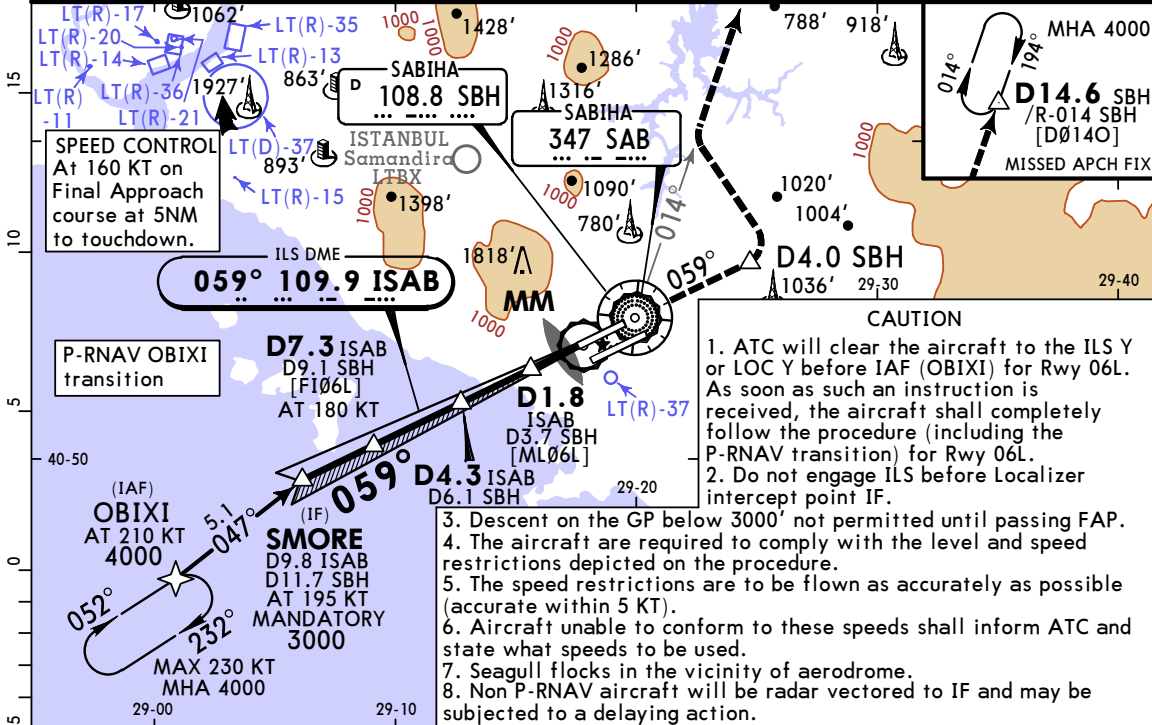 LT(R)-17
1062'
LT(R)-20
LT(R)-35
LT(R)-14
LT(R)-13
1428'
1000
1000
788'
918'
MHA 4000
014°
194°
D14.6 SBH
/R-014 SBH
[DØ14O]
MISSED APCH FIX
15
LT(R)
-11
LT(R)-36
LT(R)-21
1927'
863'
1286'
1316'
SABIHA
D 108.8 SBH
SABIHA
347 SAB
LT(D)-37
893'
ISTANBUL
Samandira
LTBX
SPEED CONTROL
At 160 KT on
Final Approach
course at 5NM
to touchdown.
LT(R)-15
1000
1398'
1000
1090'
780'
014°
1020'
1004'
1000
10
ILS DME
059° 109.9 ISAB
1818'
1000
MM
059°
D4.0 SBH
1036'
29-30
29-40
P-RNAV OBIXI
transition
D7.3 ISAB
D9.1 SBH
[FIØ6L]
AT 180 KT
D1.8
ISAB
D3.7 SBH
[MLØ6L]
LT(R)-37
5
40-50
059°
D4.3 ISAB
D6.1 SBH
29-20
CAUTION
1. ATC will clear the aircraft to the ILS Y
or LOC Y before IAF (OBIXI) for Rwy 06L.
As soon as such an instruction is
received, the aircraft shall completely
follow the procedure (including the
P-RNAV transition) for Rwy 06L.
2. Do not engage ILS before Localizer
intercept point IF.
3. Descent on the GP below 3000' not permitted until passing FAP.
4. The aircraft are required to comply with the level and speed
restrictions depicted on the procedure.
5. The speed restrictions are to be flown as accurately as possible
(accurate within 5 KT).
6. Aircraft unable to conform to these speeds shall inform ATC and
state what speeds to be used.
7. Seagull flocks in the vicinity of aerodrome.
8. Non P-RNAV aircraft will be radar vectored to IF and may be
subjected to a delaying action.
(IAF)
OBIXI
AT 210 KT
4000
5.1
047°
(IF)
SMORE
D9.8 ISAB
D11.7 SBH
AT 195 KT
MANDATORY
3000
0
052°
232°
MAX 230 KT
MHA 4000
5
29-00
29-10